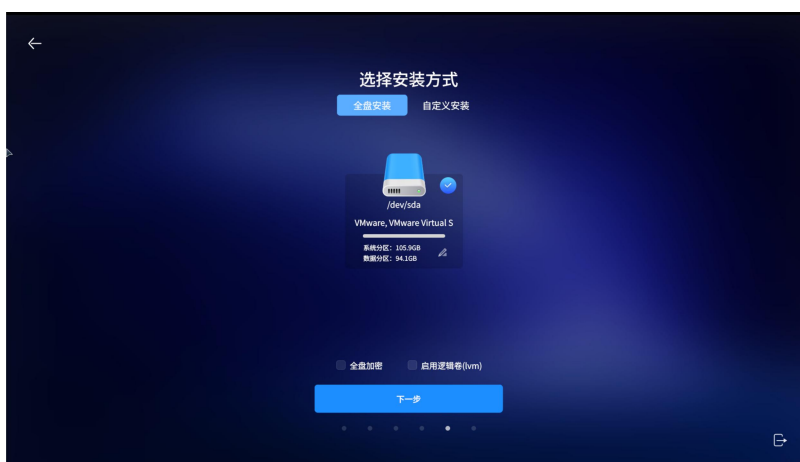 选择安装方式
全盘安装 自定义安装
/dev/sda
VMware, VMware Virtual S
系统分区：105.9GB
数据分区：94.1GB
全盘加密 启用逻辑卷(lvm)
下一步